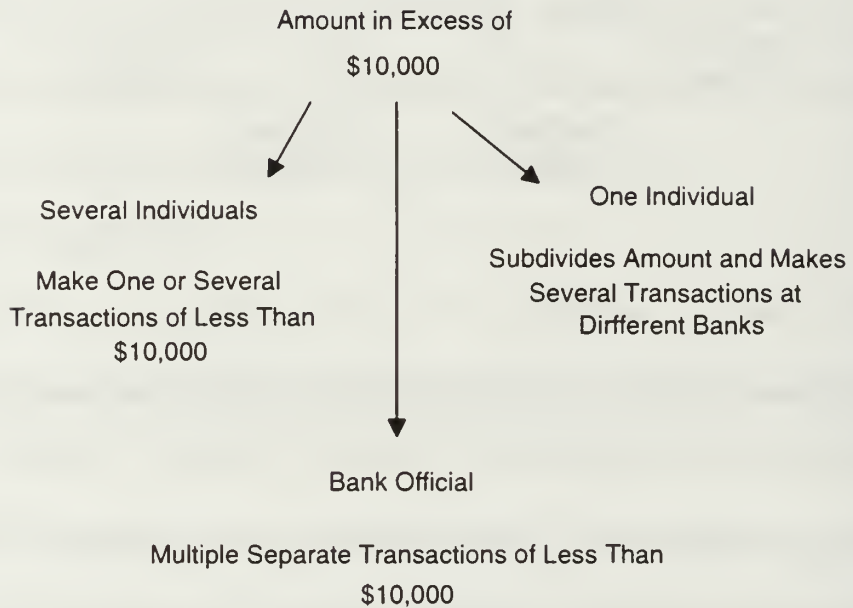 Amount in Excess of
$10,000
Several Individuals
Make One or Several
Transactions of Less Than
$10,000
One Individual
Subdivides Amount and Makes
Several Transactions at
Dirfferent Banks
Bank Official
Multiple Separate Transactions of Less Than
$10,000